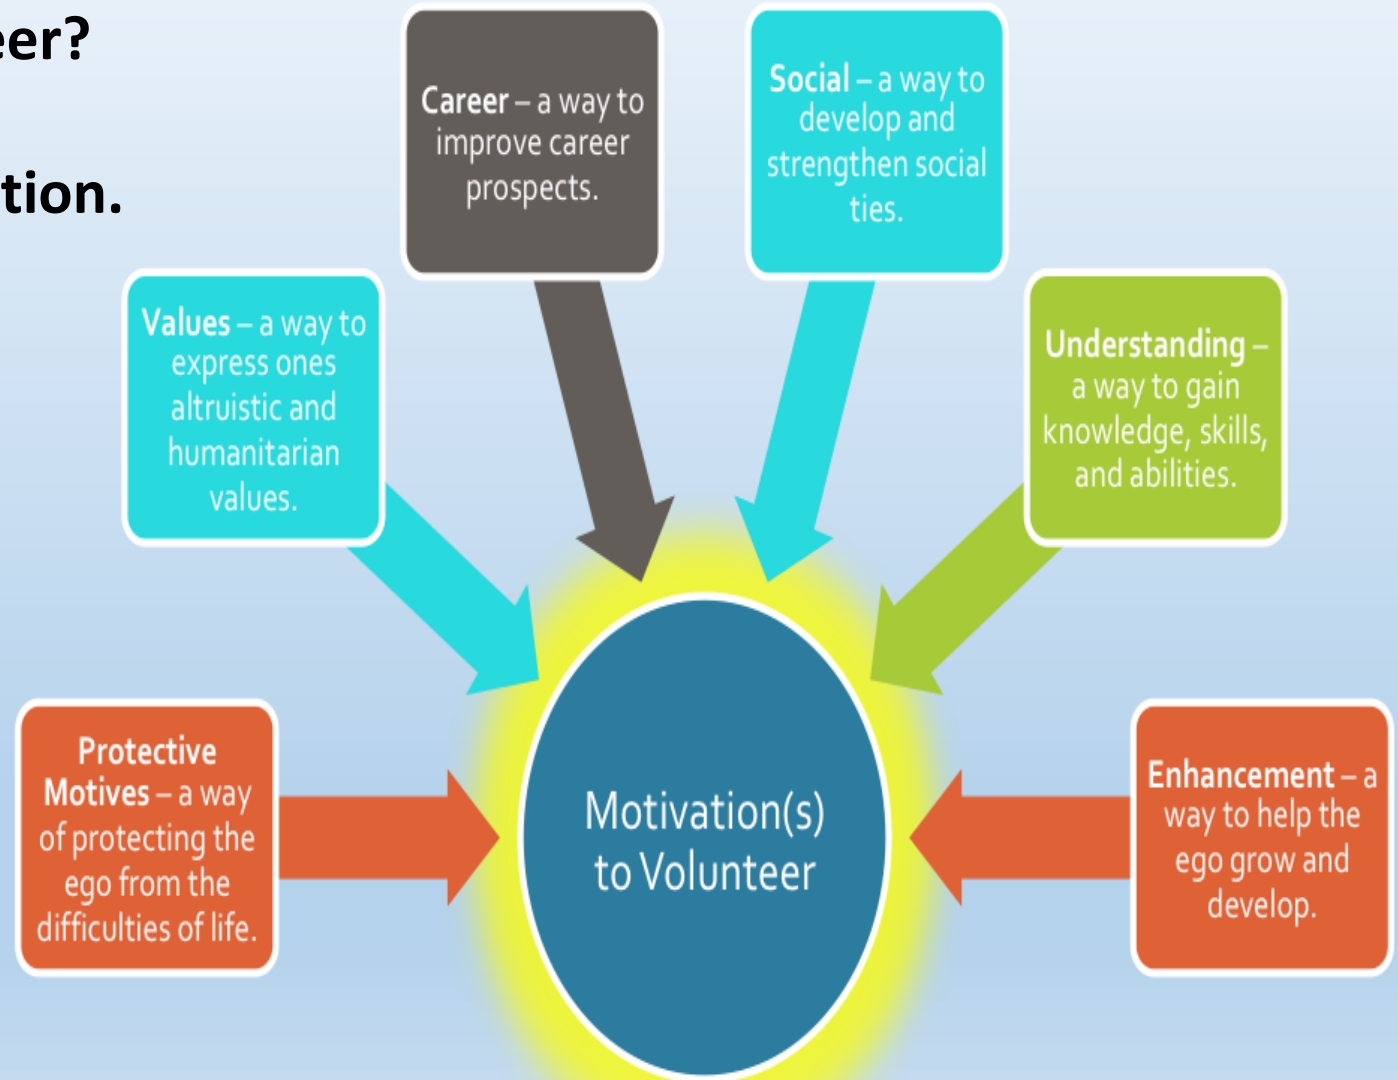 eer?
tion.
Career – a way to
improve career
prospects.
Social – a way to
develop and
strengthen social
ties.
Values – a way to
express ones
altruistic and
humanitarian
values.
Understanding –
a way to gain
knowledge, skills,
and abilities.
Protective
Motives – a way
of protecting the
ego from the
difficulties of life.
Enhancement – a
way to help the
ego grow and
develop.
Motivation(s)
to Volunteer